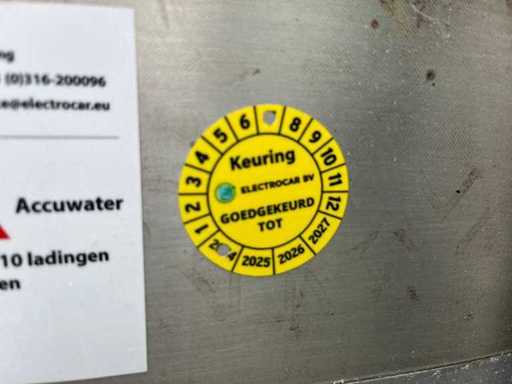 ng
(0)316-200096
e@electrocar.eu
Accuwater
10 ladingen
en
1 2 3 4 5 6 8 9 10 11 12
Keuring
ELECTROCAR BV
GOEDGEKEURD
TOT
2025 2026 2027